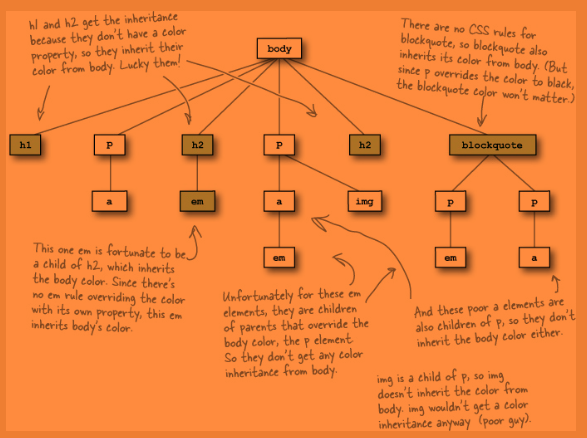 h1 and h2 get the inheritance
because they don't have a color
property, so they inherit their
color from body. Lucky them!
There are no CSS rules for
blockquote, so blockquote also
inherits its color from body. (But
since p overrides the color to black,
the blockquote color won't matter.)
body
h1
p
h2
p
h2
blockquote
a
em
a
img
p
p
em
em
a
This one em is fortunate to be
a child of h2, which inherits
the body color. Since there's
no em rule overriding the color
with its own property, this em
inherits body's color.
Unfortunately for these em
elements, they are children
of parents that override the
body color, the p element.
So they don't get any color
inheritance from body.
And these poor a elements are
also children of p, so they don't
inherit the body color either.
img is a child of p, so img
doesn't inherit the color from
body. img wouldn't get a color
inheritance anyway (poor guy).